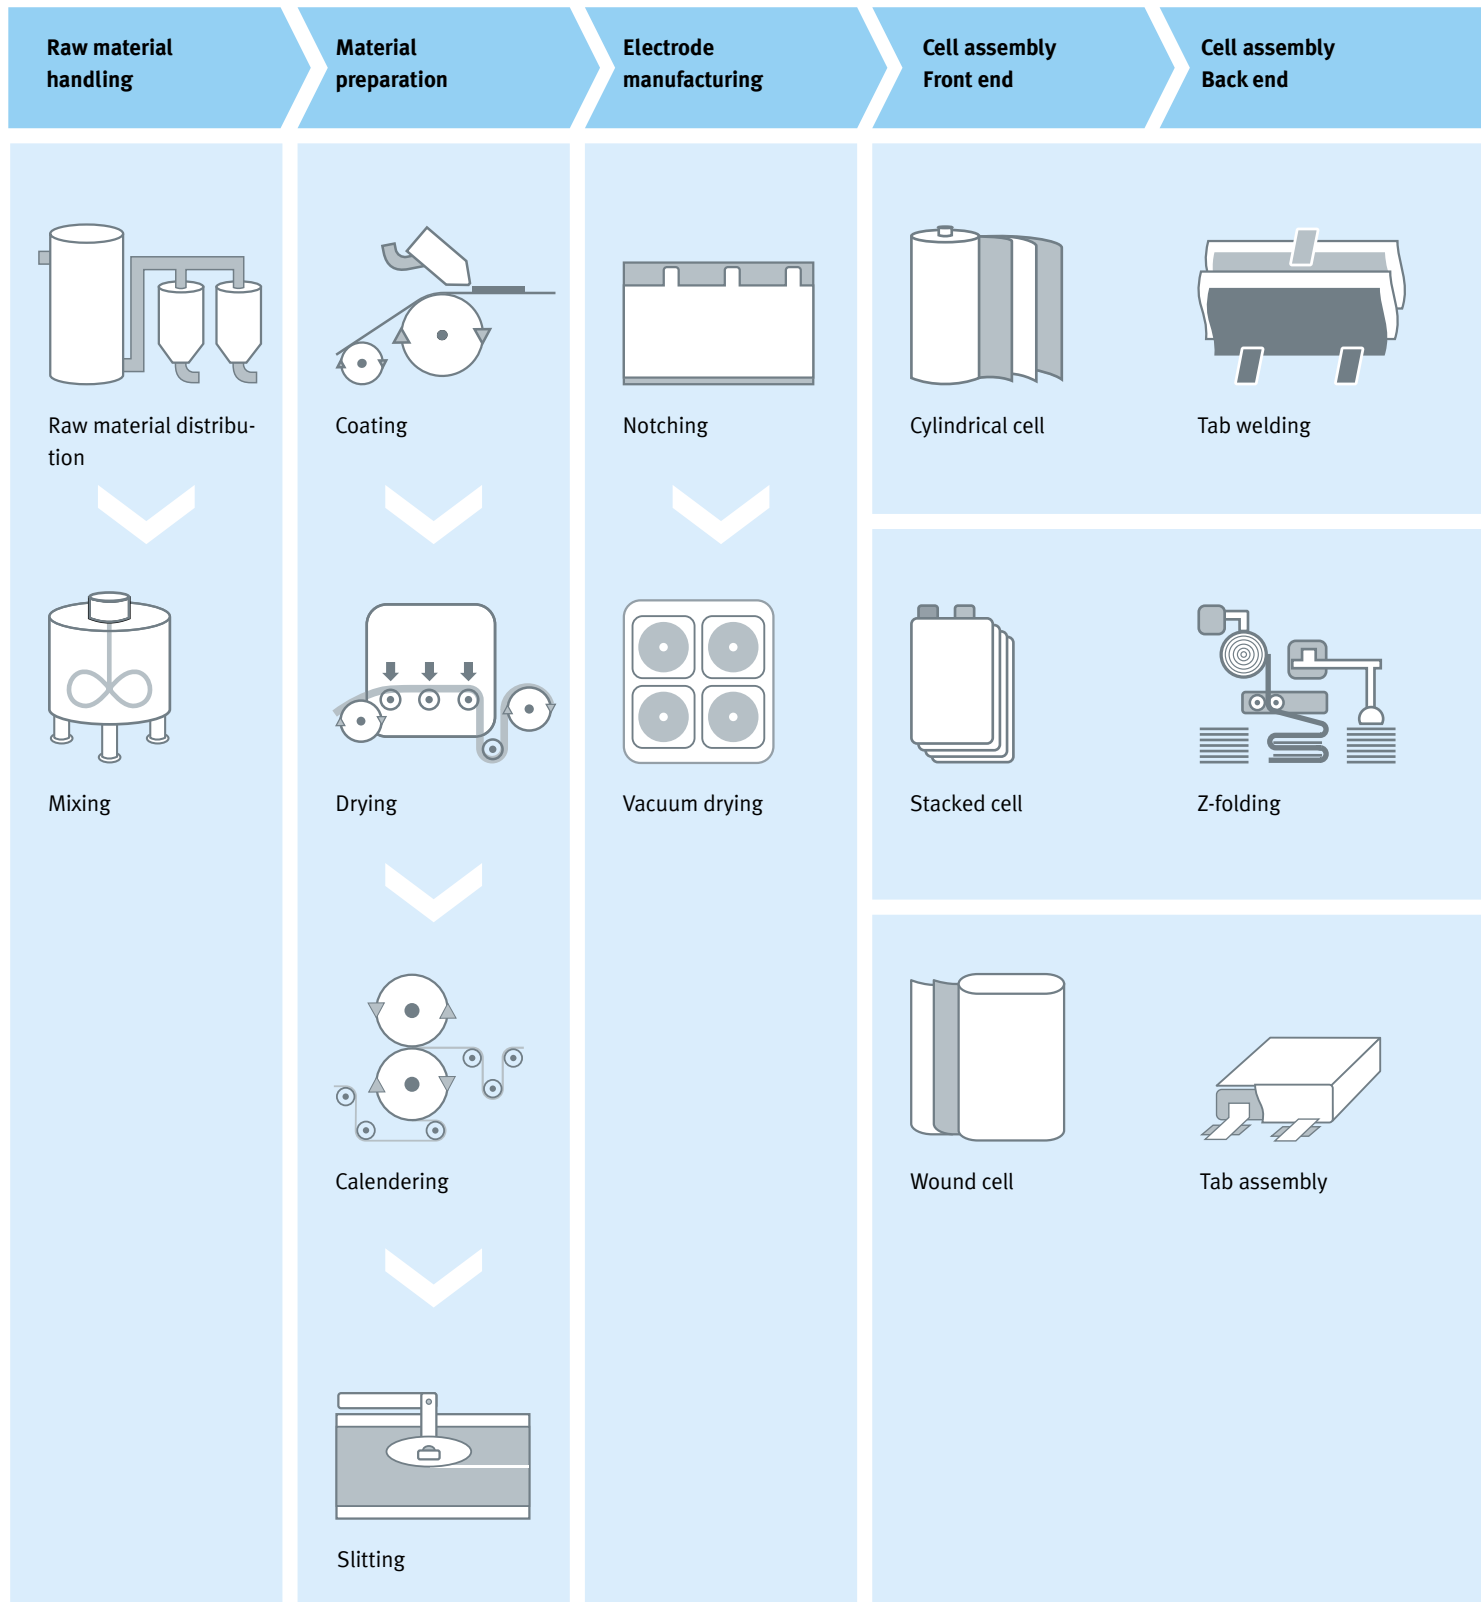 Raw material
handling
Material
preparation
Electrode
manufacturing
Cell assembly
Front end
Cell assembly
Back end
Raw material distribu-
tion
Mixing
Coating
Drying
Calendering
Slitting
Notching
Vacuum drying
Cylindrical cell
Tab welding
Stacked cell
Z-folding
Wound cell
Tab assembly